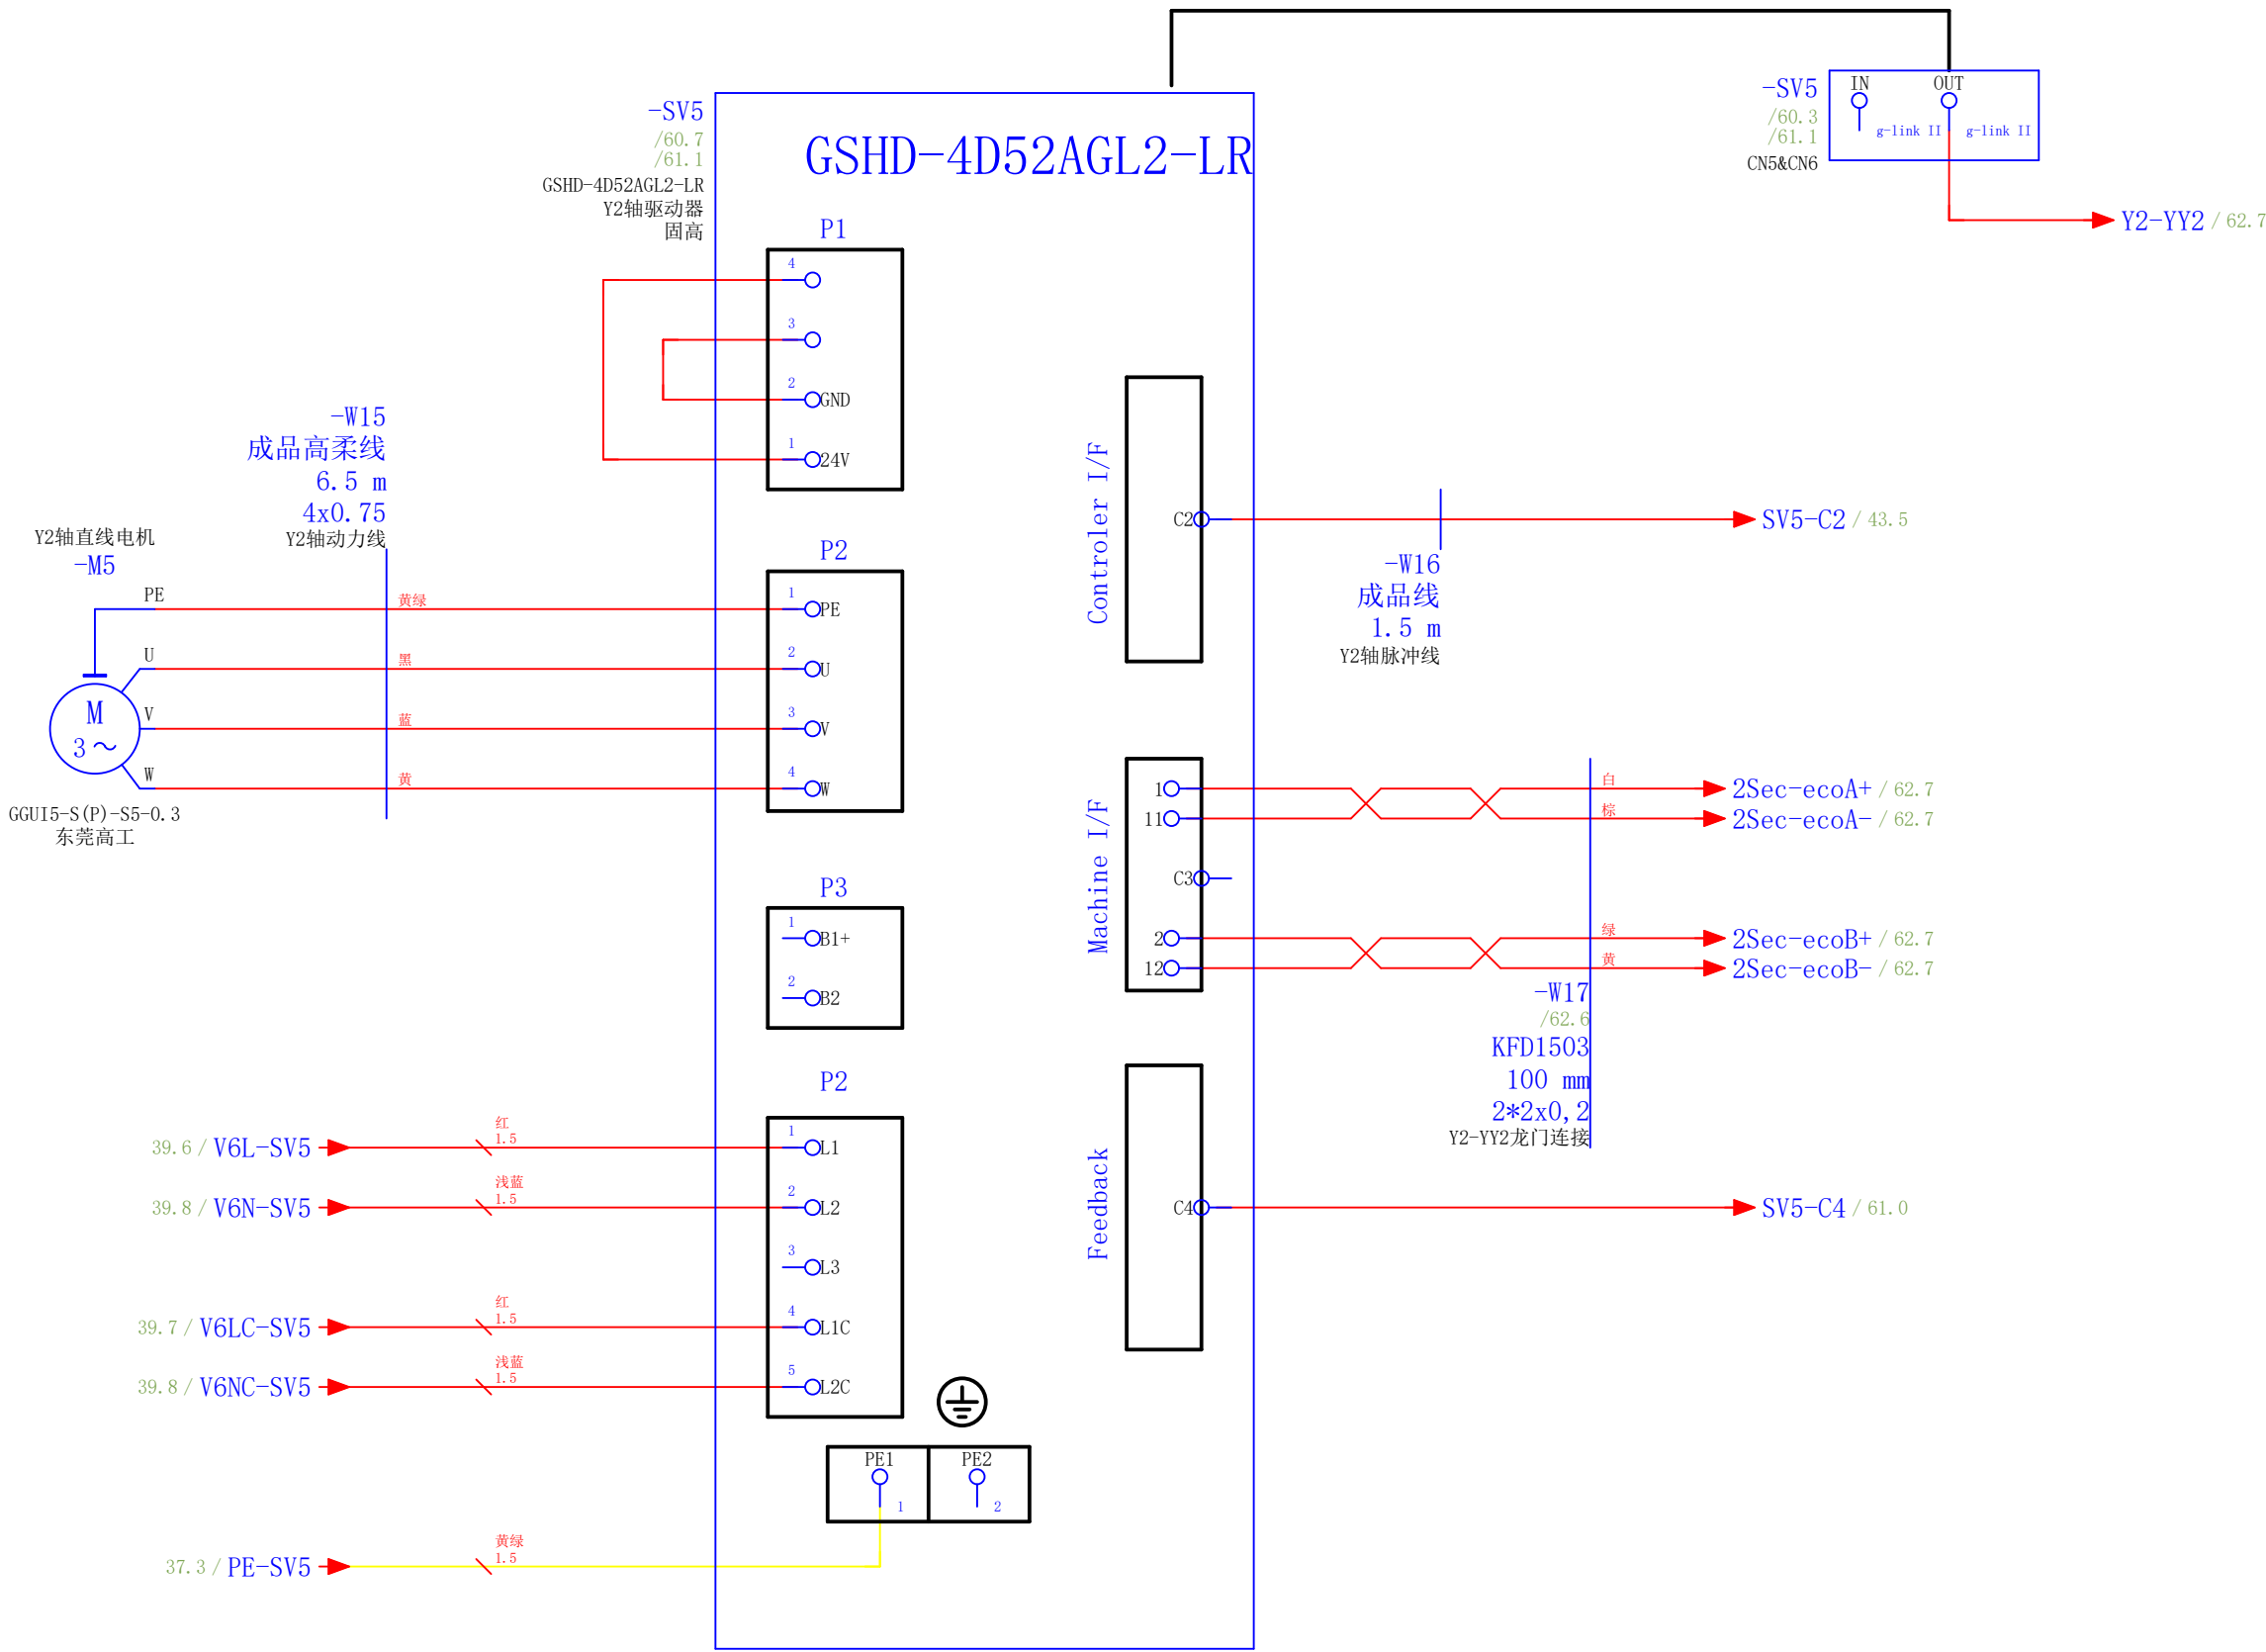 -SV5
/60.7
/61.1
GSHD-4D52AGL2-LR
Y2轴驱动器
固高
GSHD-4D52AGL2-LR
-SV5
/60.3
/61.1
CN5&CN6
IN
OUT
g-link II
g-link II
Y2-YY2 / 62.7
P1
4
3
2
GND
1
24V
-W15
成品高柔线
6.5 m
4x0.75
Y2轴动力线
Y2轴直线电机
-M5
PE
U
V
W
M
3～
GGUI5-S(P)-S5-0.3
东莞高工
黄绿
黑
蓝
黄
P2
1
PE
2
U
3
V
4
W
P3
1
B1+
2
B2
P2
1
L1
2
L2
3
L3
4
L1C
5
L2C
39.6 / V6L-SV5
红
1.5
39.8 / V6N-SV5
浅蓝
1.5
39.7 / V6LC-SV5
红
1.5
39.8 / V6NC-SV5
浅蓝
1.5
PE1
1
PE2
2
37.3 / PE-SV5
黄绿
1.5
Controler I/F
C2
SV5-C2 / 43.5
-W16
成品线
1.5 m
Y2轴脉冲线
Machine I/F
1
11
C3
2
12
白
2Sec-ecoA+ / 62.7
棕
2Sec-ecoA- / 62.7
绿
2Sec-ecoB+ / 62.7
黄
2Sec-ecoB- / 62.7
-W17
/62.6
KFD1503
100 mm
2*2x0,2
Y2-YY2龙门连接
Feedback
C4
SV5-C4 / 61.0